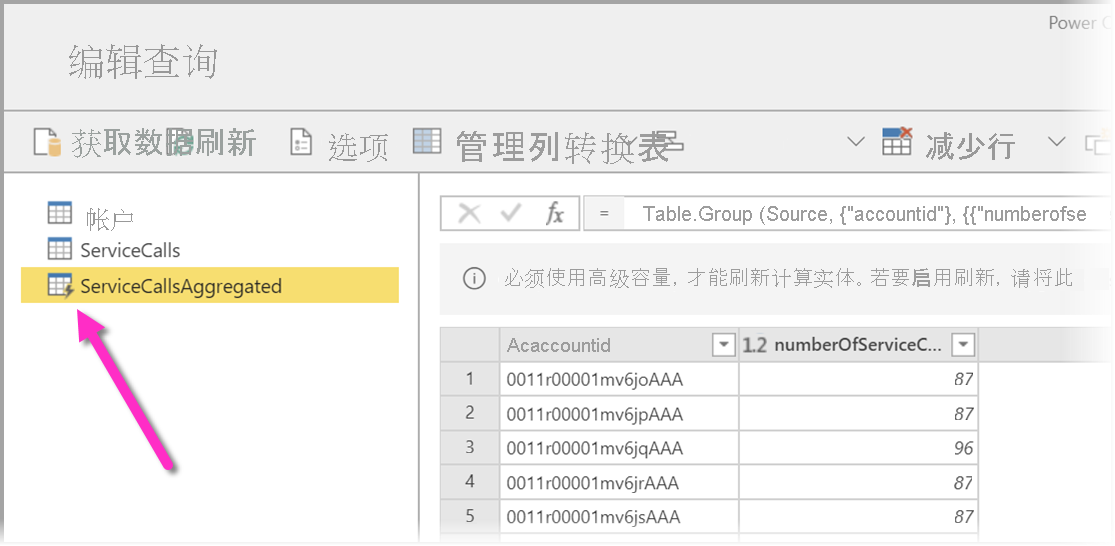 Power
编辑查询
获取数据 刷新 选项 管理列 转换表 减少行
帐户
ServiceCalls
ServiceCallsAggregated
fx = Table.Group (Source, {"accountid"}, {{"numberofse
必须使用高级容量，才能刷新计算实体。若要启用刷新，请将此
Acaccountid 1.2 numberOfServiceC...
1 0011r00001mv6joAAA 87
2 0011r00001mv6jpAAA 87
3 0011r00001mv6jqAAA 96
4 0011r00001mv6jrAAA 87
5 0011r00001mv6jsAAA 87